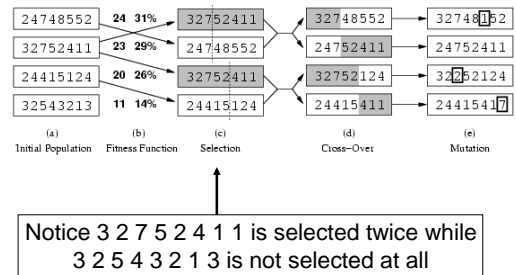 24748552 24 31% 32752411 32748552 32748152
32752411 23 29% 24748552 24752411 24752411
24415124 20 26% 32752411 32752124 32252124
32543213 11 14% 24415124 24415411 24415417
(a) (b) (c) (d) (e)
Initial Population Fitness Function Selection Cross-Over Mutation
Notice 3 2 7 5 2 4 1 1 is selected twice while
3 2 5 4 3 2 1 3 is not selected at all